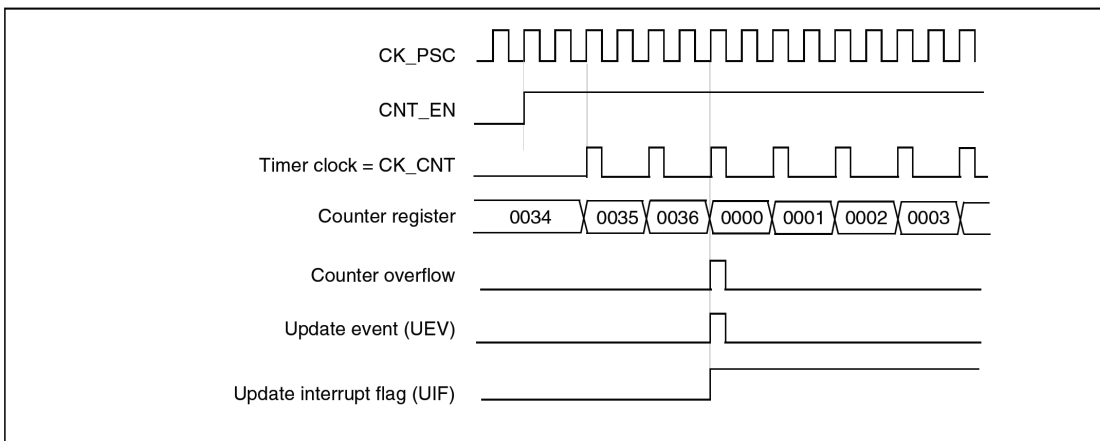 CK_PSC
CNT_EN
Timer clock = CK_CNT
Counter register 0034 0035 0036 0000 0001 0002 0003
Counter overflow
Update event (UEV)
Update interrupt flag (UIF)